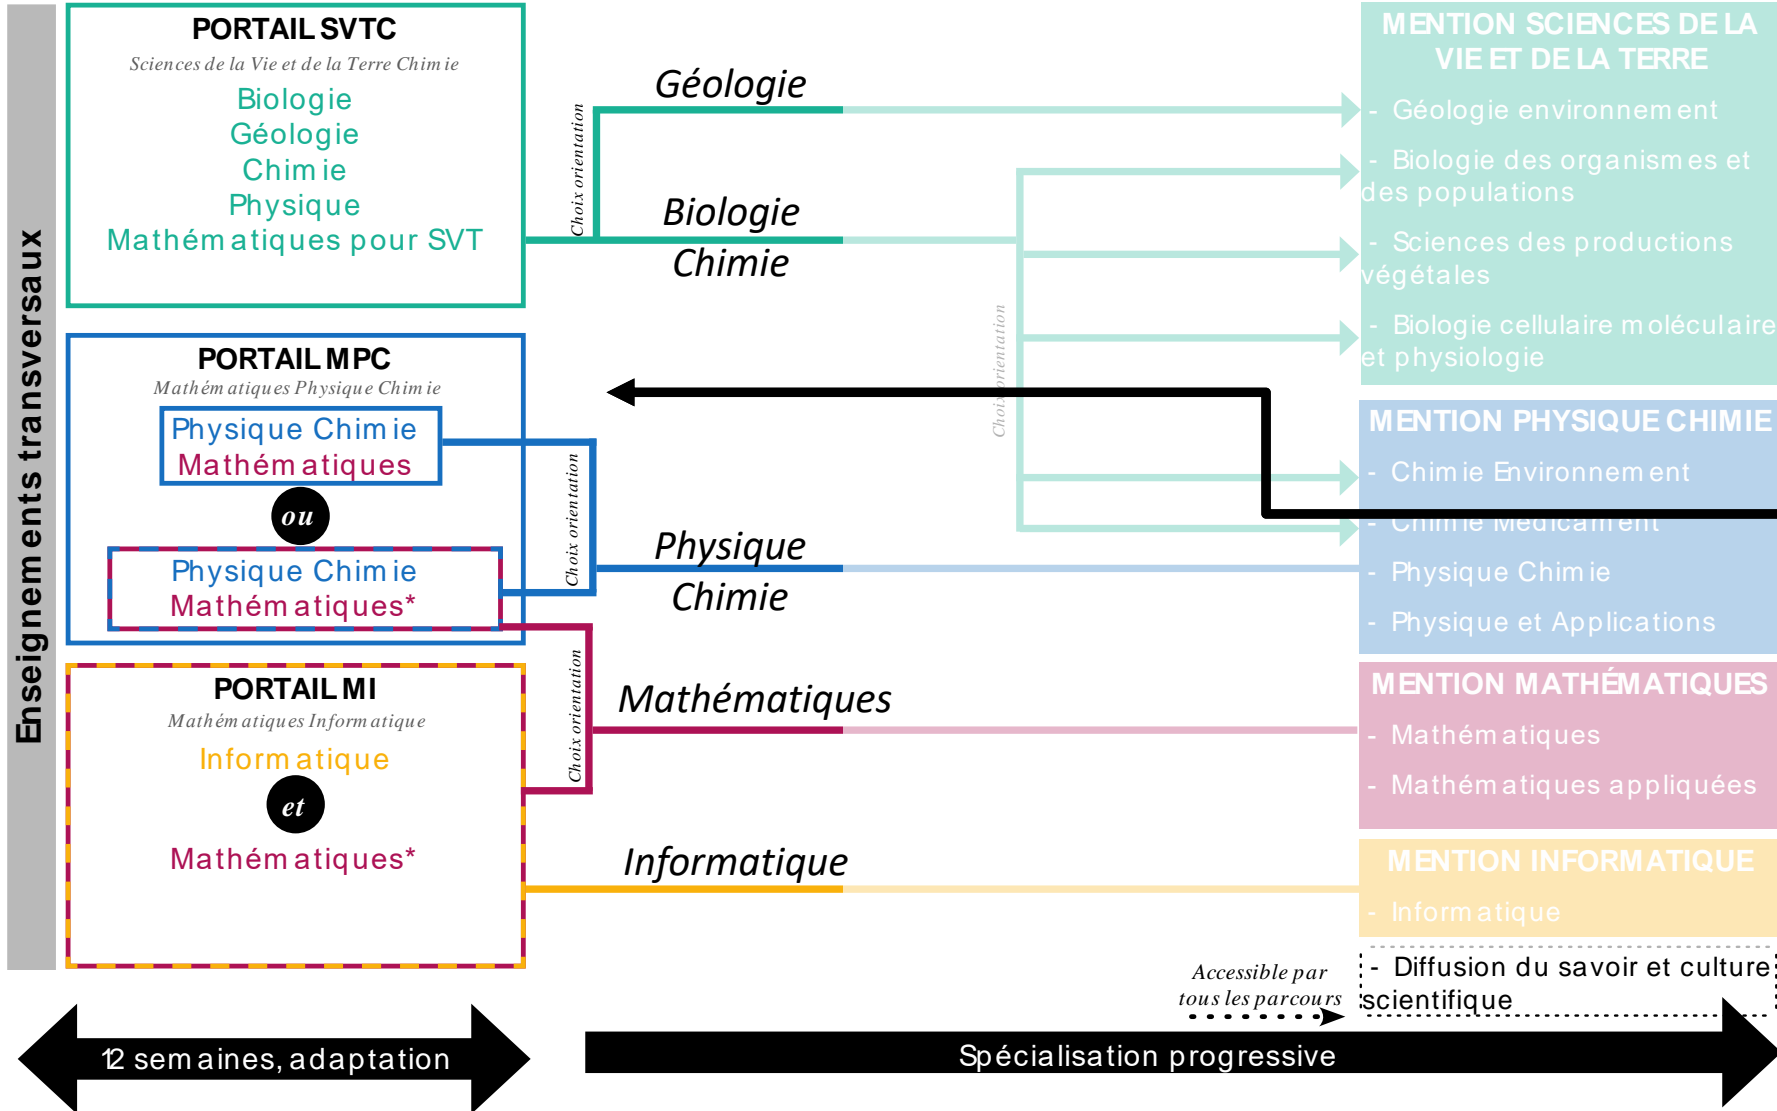 Enseignements transversaux
PORTAIL SVTC
Sciences de la Vie et de la Terre Chimie
Biologie
Géologie
Chimie
Physique
Mathématiques pour SVT
PORTAIL MPC
Mathématiques Physique Chimie
Physique Chimie
Mathématiques
ou
Physique Chimie
Mathématiques*
PORTAIL MI
Mathématiques Informatique
Informatique
et
Mathématiques*
12 semaines, adaptation
Choix orientation
Géologie
Biologie
Chimie
Choix orientation
Choix orientation
Physique
Chimie
Choix orientation
Mathématiques
Informatique
MENTION SCIENCES DE LA
VIE ET DE LA TERRE
- Géologie environnement
- Biologie des organismes et
des populations
- Sciences des productions
végétales
- Biologie cellulaire moléculaire
et physiologie
MENTION PHYSIQUE CHIMIE
- Chimie Environnement
- Chimie Médicament
- Physique Chimie
- Physique et Applications
MENTION MATHÉMATIQUES
- Mathématiques
- Mathématiques appliquées
MENTION INFORMATIQUE
- Informatique
Accessible par
tous les parcours
- Diffusion du savoir et culture
scientifique
Spécialisation progressive